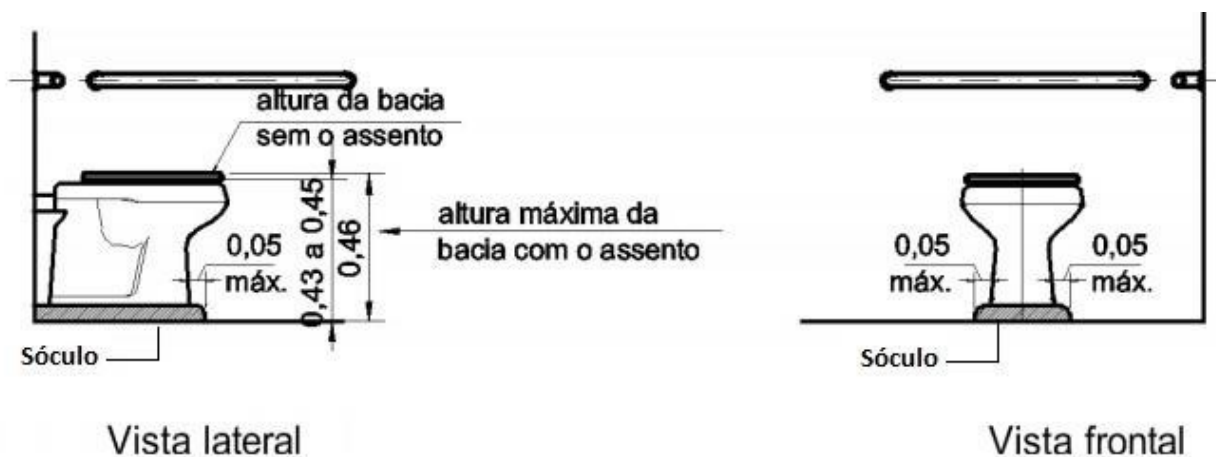 altura da bacia
sem o assento
0,43 a 0,45
0,46
altura máxima da
bacia com o assento
0,05
máx.
Sóculo
Vista lateral
0,05
máx.
0,05
máx.
Sóculo
Vista frontal